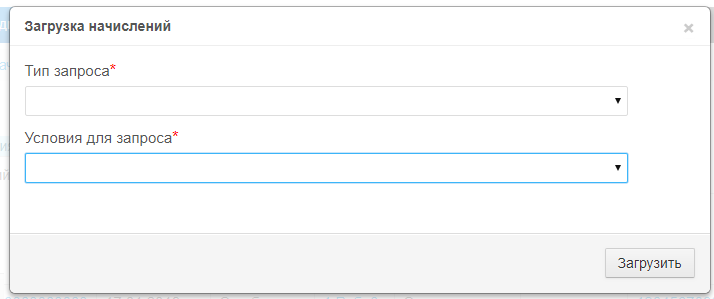 Загрузка начислений
×
Тип запроса*
Условия для запроса*
Загрузить